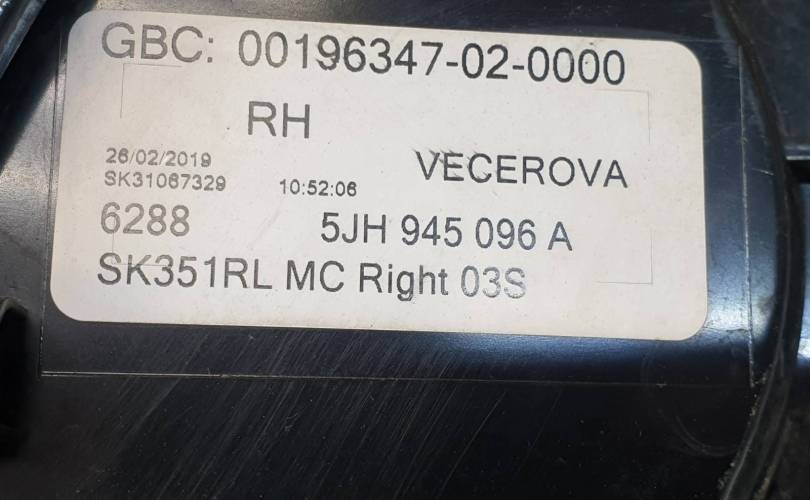 GBC: 00196347-02-0000
RH
26/02/2019
VECEROVA
SK31067329 10:52:06
6288 5JH 945 096 A
SK351RL MC Right 03S